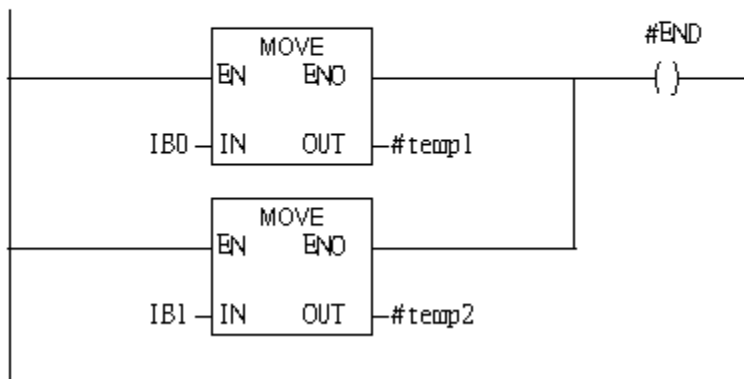 #END
MOVE
EN ENO
IB0 IN OUT #temp1
MOVE
EN ENO
IB1 IN OUT #temp2